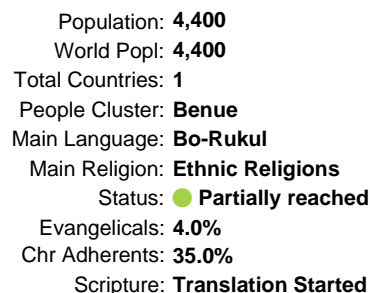 Population: 4,400
World Popl: 4,400
Total Countries: 1
People Cluster: Benue
Main Language: Bo-Rukul
Main Religion: Ethnic Religions
Status: Partially reached
Evangelicals: 4.0%
Chr Adherents: 35.0%
Scripture: Translation Started